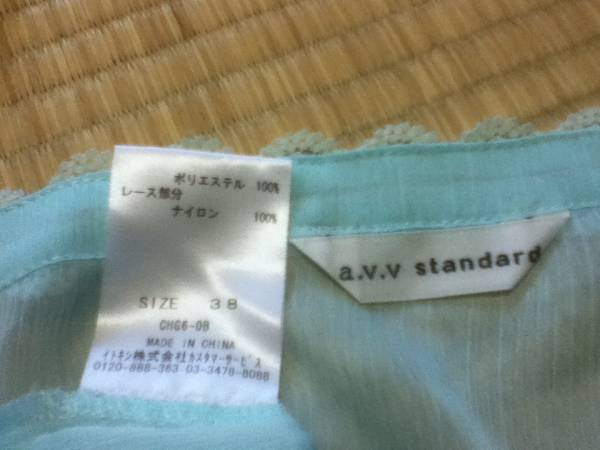 ポリエステル 100%
レース部分
ナイロン 100%
SIZE 38
CHG6-08
MADE IN CHINA
イトキン株式会社カスタマーサービス
0120-888-363 03-3478-8088
a.v.v standard